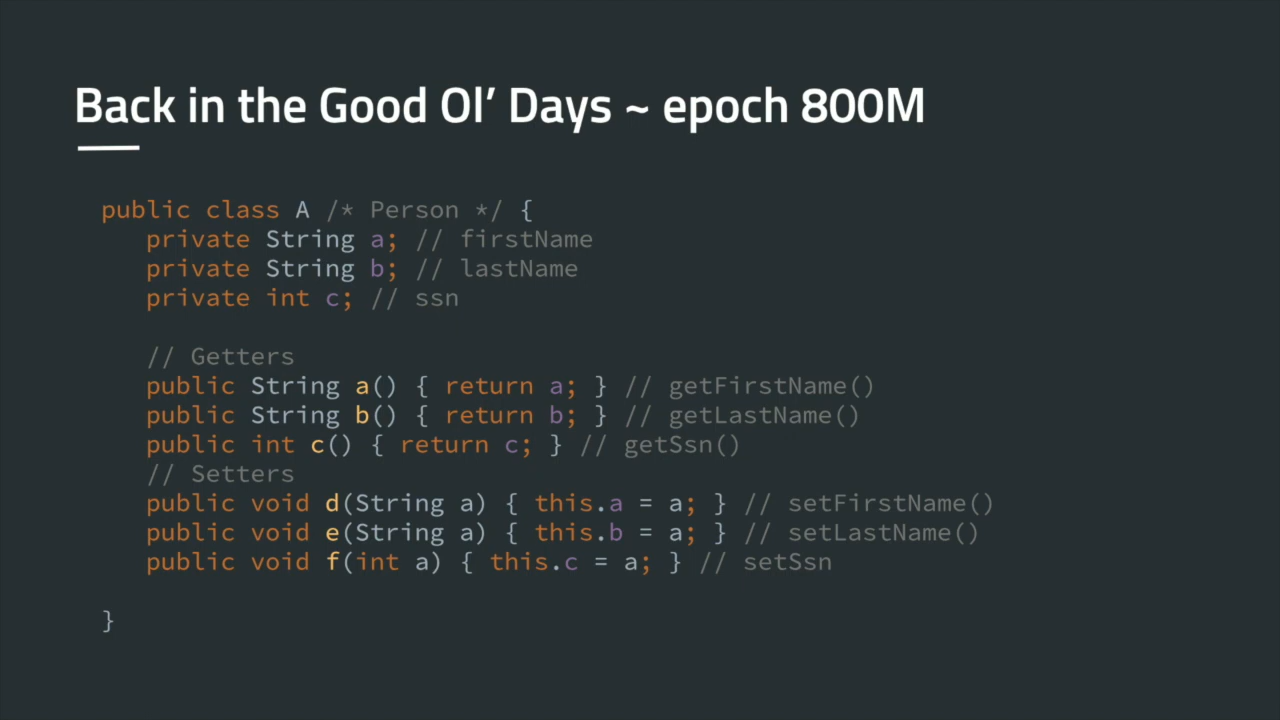 Back in the Good Ol’ Days ~ epoch 800M
public class A /* Person */ {
private String a; // firstName
private String b; // lastName
private int c; // ssn
// Getters
public String a() { return a; } // getFirstName()
public String b() { return b; } // getLastName()
public int c() { return c; } // getSsn()
// Setters
public void d(String a) { this.a = a; } // setFirstName()
public void e(String a) { this.b = a; } // setLastName()
public void f(int a) { this.c = a; } // setSsn
}